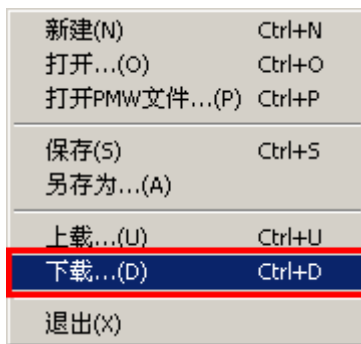 新建(N) Ctrl+N
打开...(O) Ctrl+O
打开PMW文件...(P) Ctrl+P
保存(S) Ctrl+S
另存为...(A)
上载...(U) Ctrl+U
下载...(D) Ctrl+D
退出(X)